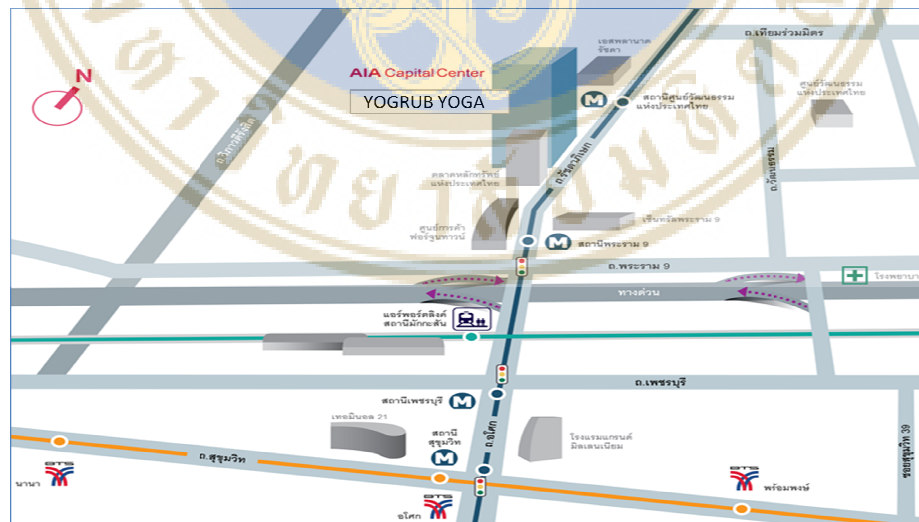 ถ.เทียมร่วมมิตร
เอสพลานาด
รัชดา
N
AIA Capital Center
YOGRUB YOGA
M
สถานีศูนย์วัฒนธรรม
แห่งประเทศไทย
ศูนย์วัฒนธรรม
แห่งประเทศไทย
ถ.วิภาวดีรังสิต
ถ.รัชดาภิเษก
ถ.วัฒนธรรม
ตลาดหลักทรัพย์
แห่งประเทศไทย
ศูนย์การค้า
ฟอร์จูนทาวน์
เซ็นทรัลพระราม 9
M
สถานีพระราม 9
ถ.พระราม 9
โรงพยาบา
ทางด่วน
แอร์พอร์ตลิงค์
สถานีมักกะสัน
ถ.เพชรบุรี
สถานีเพชรบุรี
M
เทอมินอล 21
สถานี
สุขุมวิท
M
ถ.อโศก
โรงแรมแกรนด์
มิลเลนเนียม
ซอยสุขุมวิท 39
ถ.สุขุมวิท
BTS
นานา
BTS
อโศก
BTS
พร้อมพงษ์